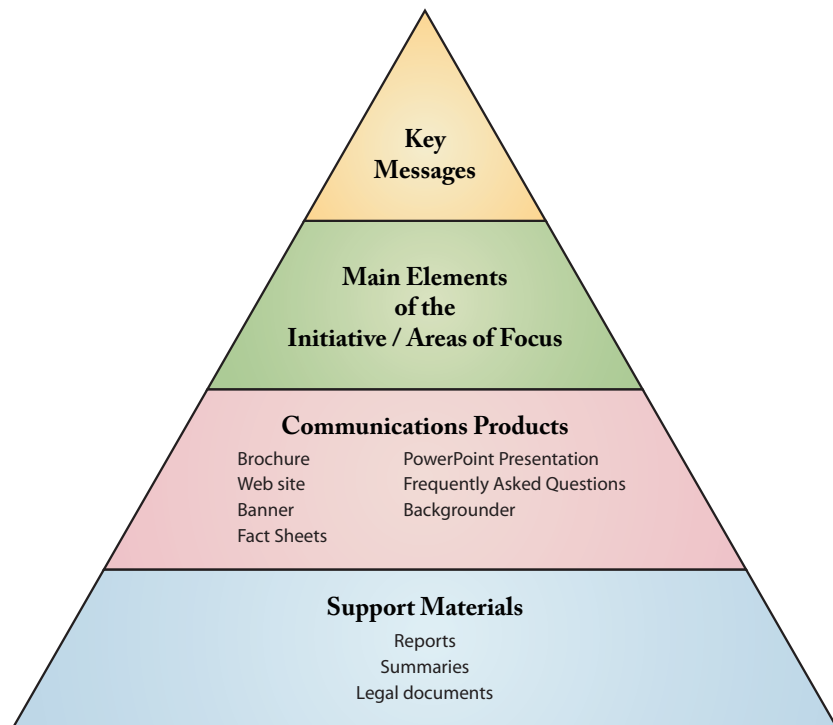 Key
Messages
Main Elements
of the
Initiative / Areas of Focus
Communications Products
Brochure
Web site
Banner
Fact Sheets
PowerPoint Presentation
Frequently Asked Questions
Backgrounder
Support Materials
Reports
Summaries
Legal documents